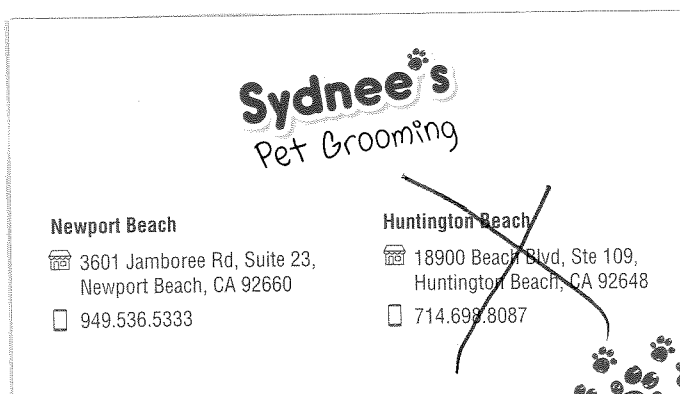 Sydnee's
Pet Grooming
Newport Beach
3601 Jamboree Rd, Suite 23,
Newport Beach, CA 92660
949.536.5333
Huntington Beach
18900 Beach Blvd, Ste 109,
Huntington Beach, CA 92648
714.698.8087